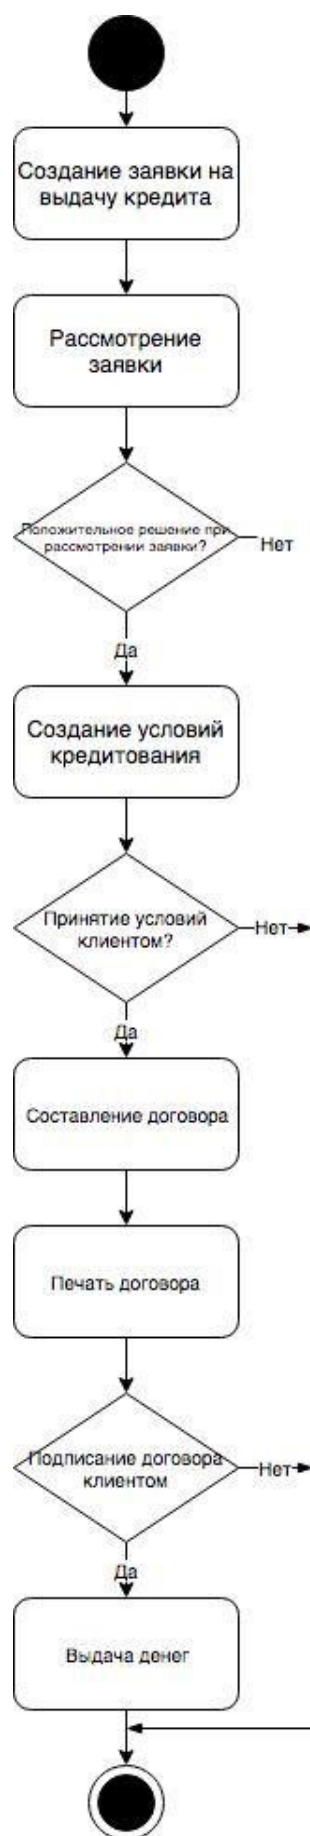 Создание заявки на
выдачу кредита
Рассмотрение
заявки
Положительное решение при
рассмотрении заявки?
Нет
Да
Создание условий
кредитования
Принятие условий
клиентом?
Нет
Да
Составление договора
Печать договора
Подписание договора
клиентом
Нет
Да
Выдача денег